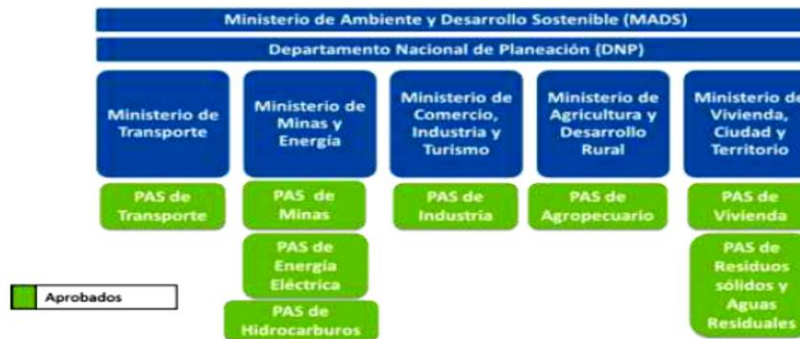 Ministerio de Ambiente y Desarrollo Sostenible (MADS)
Departamento Nacional de Planeación (DNP)
Ministerio de
Transporte
Ministerio de
Minas y
Energía
Ministerio de
Comercio,
Industria y
Turismo
Ministerio de
Agricultura y
Desarrollo
Rural
Ministerio de
Vivienda,
Ciudad y
Territorio
PAS de
Transporte
PAS de
Minas
PAS de
Industria
PAS de
Agropecuario
PAS de
Vivienda
PAS de
Energía
Eléctrica
PAS de
Residuos
sólidos y
Aguas
Residuales
PAS de
Hidrocarburos
Aprobados